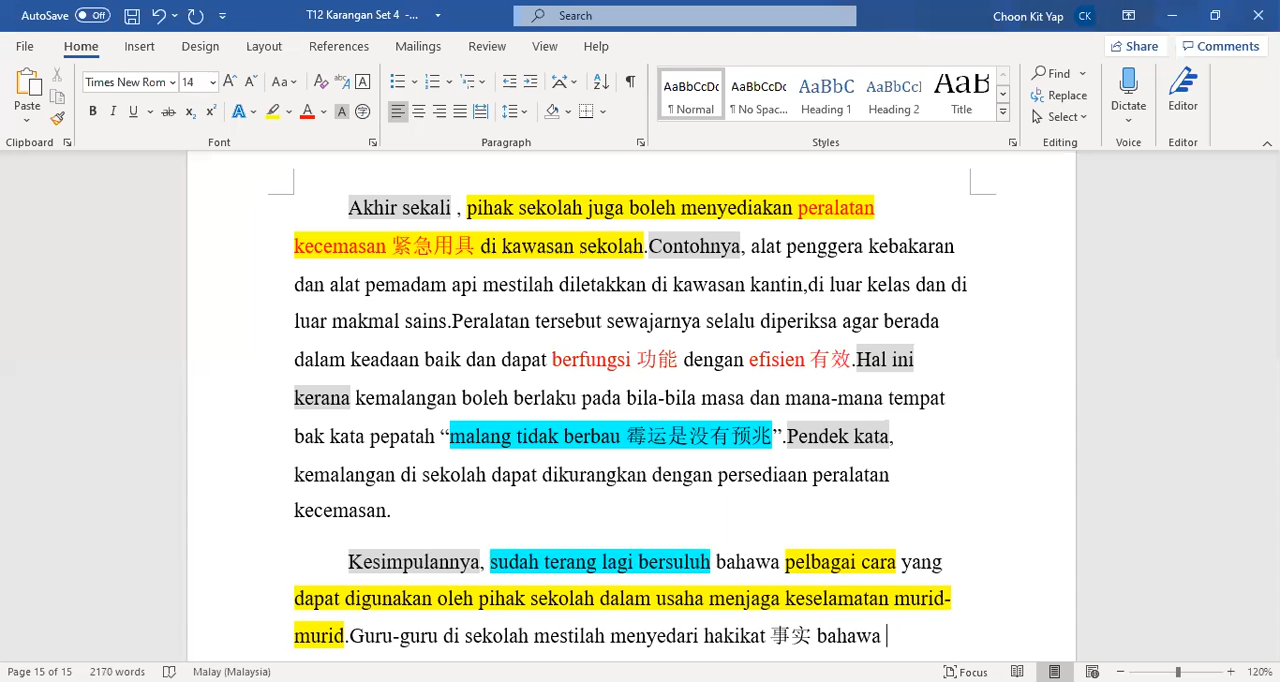 AutoSave Off T12 Karangan Set 4 -... Search Choon Kit Yap CK
File Home Insert Design Layout References Mailings Review View Help Share Comments
Paste Times New Rom 14 Aa Find Replace Select Dictate Editor
AaBbCcDc AaBbCcDc AaBbC AaBbCcl AaB
¶ Normal ¶ No Spac... Heading 1 Heading 2 Title
Clipboard Font Paragraph Styles Editing Voice Editor
Akhir sekali , pihak sekolah juga boleh menyediakan peralatan
kecemasan 紧急用具 di kawasan sekolah.Contohnya, alat penggera kebakaran
dan alat pemadam api mestilah diletakkan di kawasan kantin,di luar kelas dan di
luar makmal sains.Peralatan tersebut sewajarnya selalu diperiksa agar berada
dalam keadaan baik dan dapat berfungsi 功能 dengan efisien 有效.Hal ini
kerana kemalangan boleh berlaku pada bila-bila masa dan mana-mana tempat
bak kata pepatah “malang tidak berbau 霉运是没有预兆”.Pendek kata,
kemalangan di sekolah dapat dikurangkan dengan persediaan peralatan
kecemasan.
Kesimpulannya, sudah terang lagi bersuluh bahawa pelbagai cara yang
dapat digunakan oleh pihak sekolah dalam usaha menjaga keselamatan murid-
murid.Guru-guru di sekolah mestilah menyedari hakikat 事实 bahawa
Page 15 of 15 2170 words Malay (Malaysia) Focus 120%